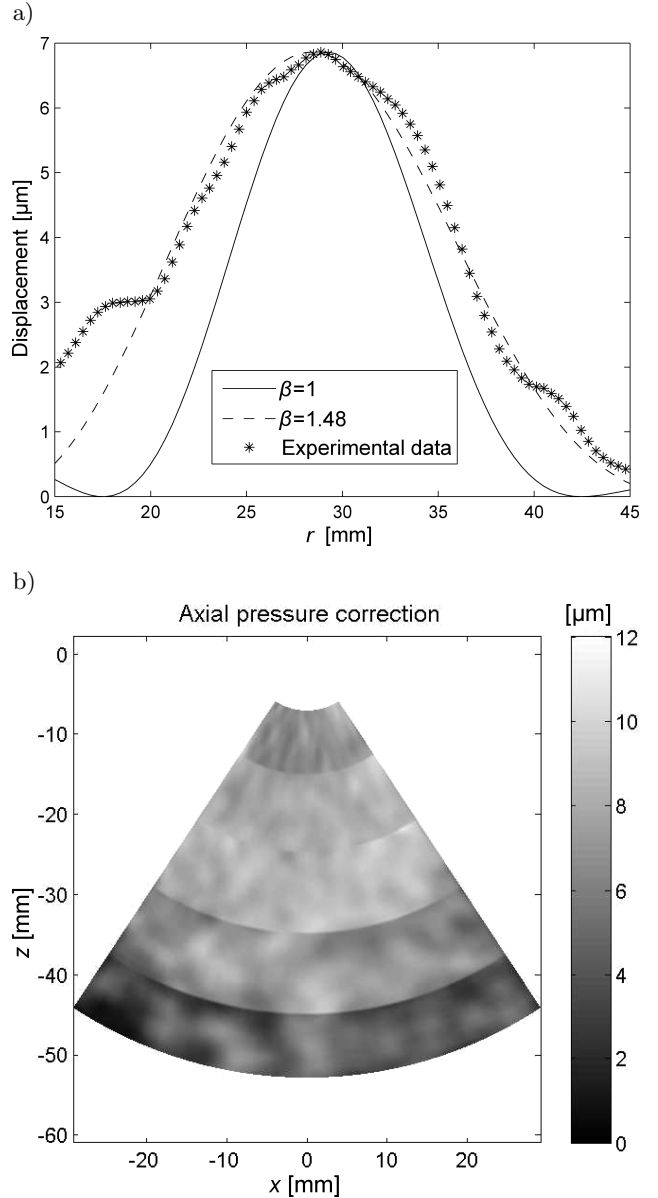 a)
7
6
5
4
3
2
1
0
Displacement [µm]
β=1
β=1.48
Experimental data
15 20 25 30 35 40 45
r [mm]
b)
Axial pressure correction
[µm]
0
-10
-20
-30
-40
-50
-60
z [mm]
-20 -10 0 10 20
x [mm]
12
10
8
6
4
2
0